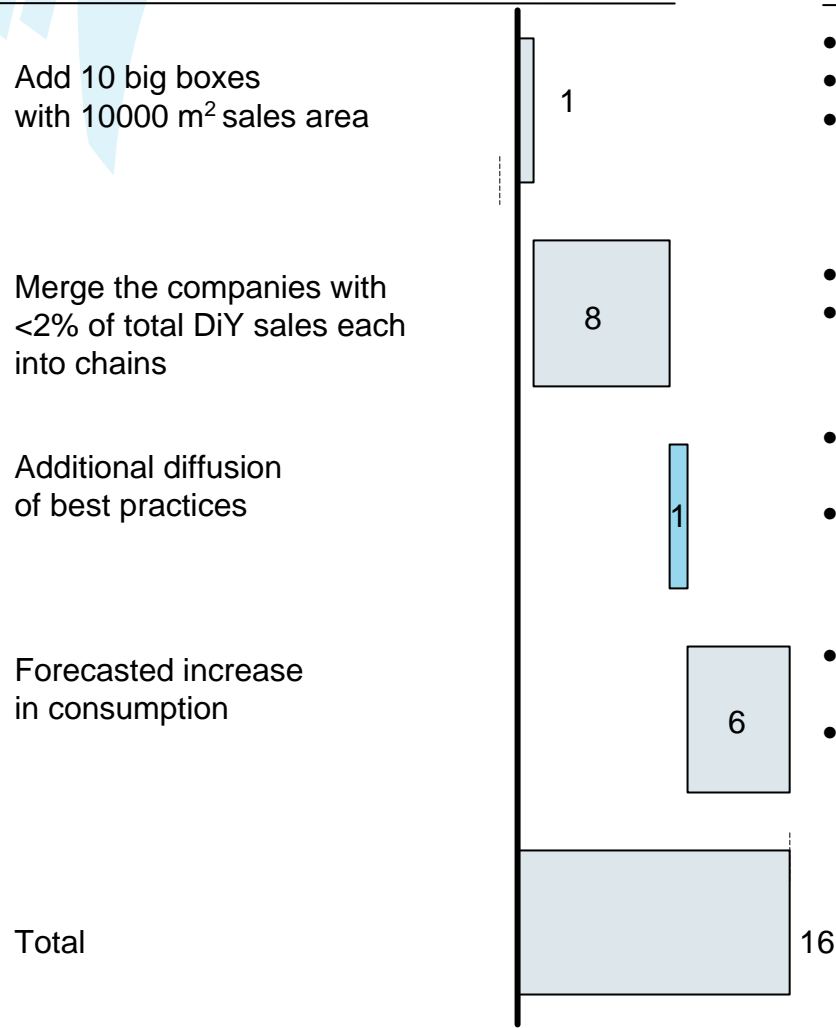 Add 10 big boxes
with 10000 m² sales area
1
Merge the companies with
<2% of total DiY sales each
into chains
8
Additional diffusion
of best practices
1
Forecasted increase
in consumption
6
Total
16